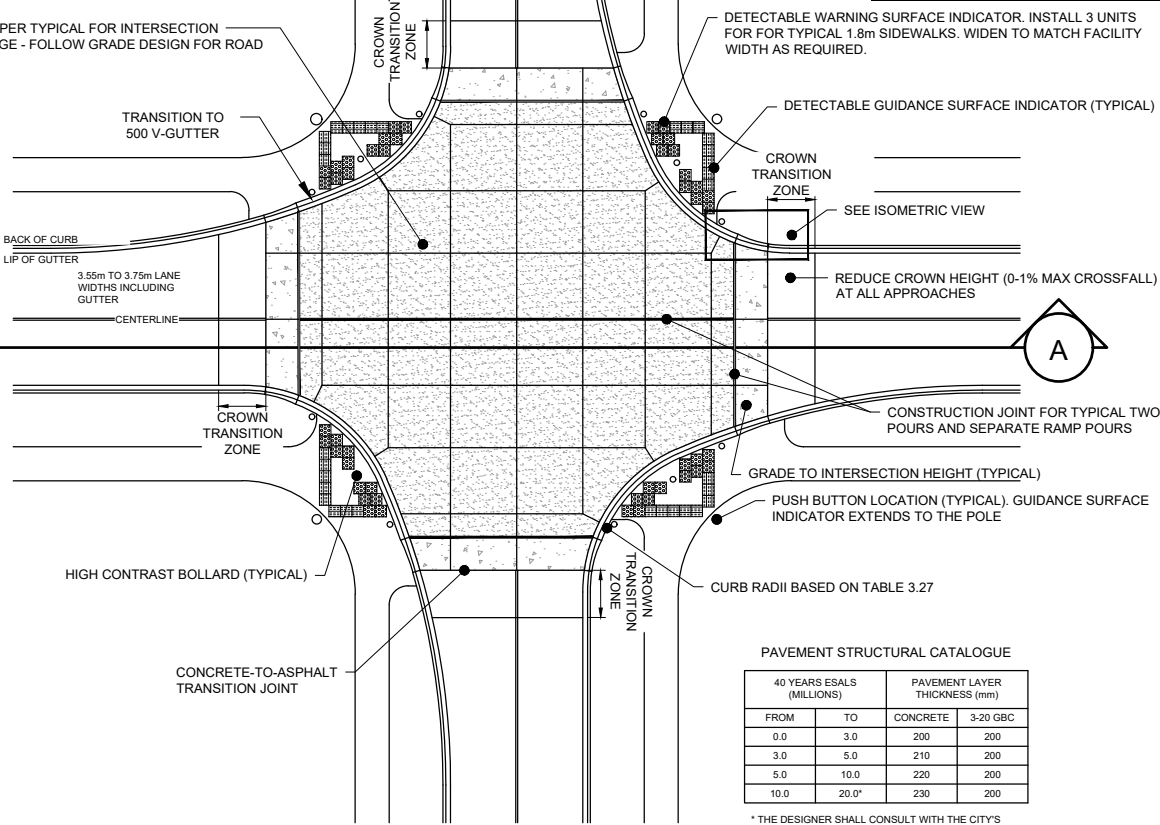 PER TYPICAL FOR INTERSECTION
GE - FOLLOW GRADE DESIGN FOR ROAD
CROWN
TRANSITION
ZONE
DETECTABLE WARNING SURFACE INDICATOR. INSTALL 3 UNITS
FOR FOR TYPICAL 1.8m SIDEWALKS. WIDEN TO MATCH FACILITY
WIDTH AS REQUIRED.
TRANSITION TO
500 V-GUTTER
DETECTABLE GUIDANCE SURFACE INDICATOR (TYPICAL)
CROWN
TRANSITION
ZONE
SEE ISOMETRIC VIEW
BACK OF CURB
LIP OF GUTTER
3.55m TO 3.75m LANE
WIDTHS INCLUDING
GUTTER
REDUCE CROWN HEIGHT (0-1% MAX CROSSFALL)
AT ALL APPROACHES
CENTERLINE
A
CROWN
TRANSITION
ZONE
CONSTRUCTION JOINT FOR TYPICAL TWO
POURS AND SEPARATE RAMP POURS
GRADE TO INTERSECTION HEIGHT (TYPICAL)
PUSH BUTTON LOCATION (TYPICAL). GUIDANCE SURFACE
INDICATOR EXTENDS TO THE POLE
HIGH CONTRAST BOLLARD (TYPICAL)
CROWN
TRANSITION
ZONE
CURB RADII BASED ON TABLE 3.27
CONCRETE-TO-ASPHALT
TRANSITION JOINT
PAVEMENT STRUCTURAL CATALOGUE
40 YEARS ESALS
(MILLIONS)
PAVEMENT LAYER
THICKNESS (mm)
FROM TO CONCRETE 3-20 GBC
0.0 3.0 200 200
3.0 5.0 210 200
5.0 10.0 220 200
10.0 20.0* 230 200
* THE DESIGNER SHALL CONSULT WITH THE CITY'S